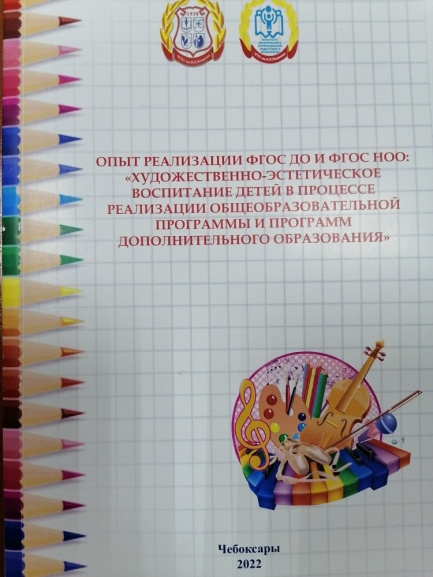 1930
ОПЫТ РЕАЛИЗАЦИИ ФГОС ДО И ФГОС НОО:
«ХУДОЖЕСТВЕННО-ЭСТЕТИЧЕСКОЕ
ВОСПИТАНИЕ ДЕТЕЙ В ПРОЦЕССЕ
РЕАЛИЗАЦИИ ОБЩЕОБРАЗОВАТЕЛЬНОЙ
ПРОГРАММЫ И ПРОГРАММ
ДОПОЛНИТЕЛЬНОГО ОБРАЗОВАНИЯ»
Чебоксары
2022